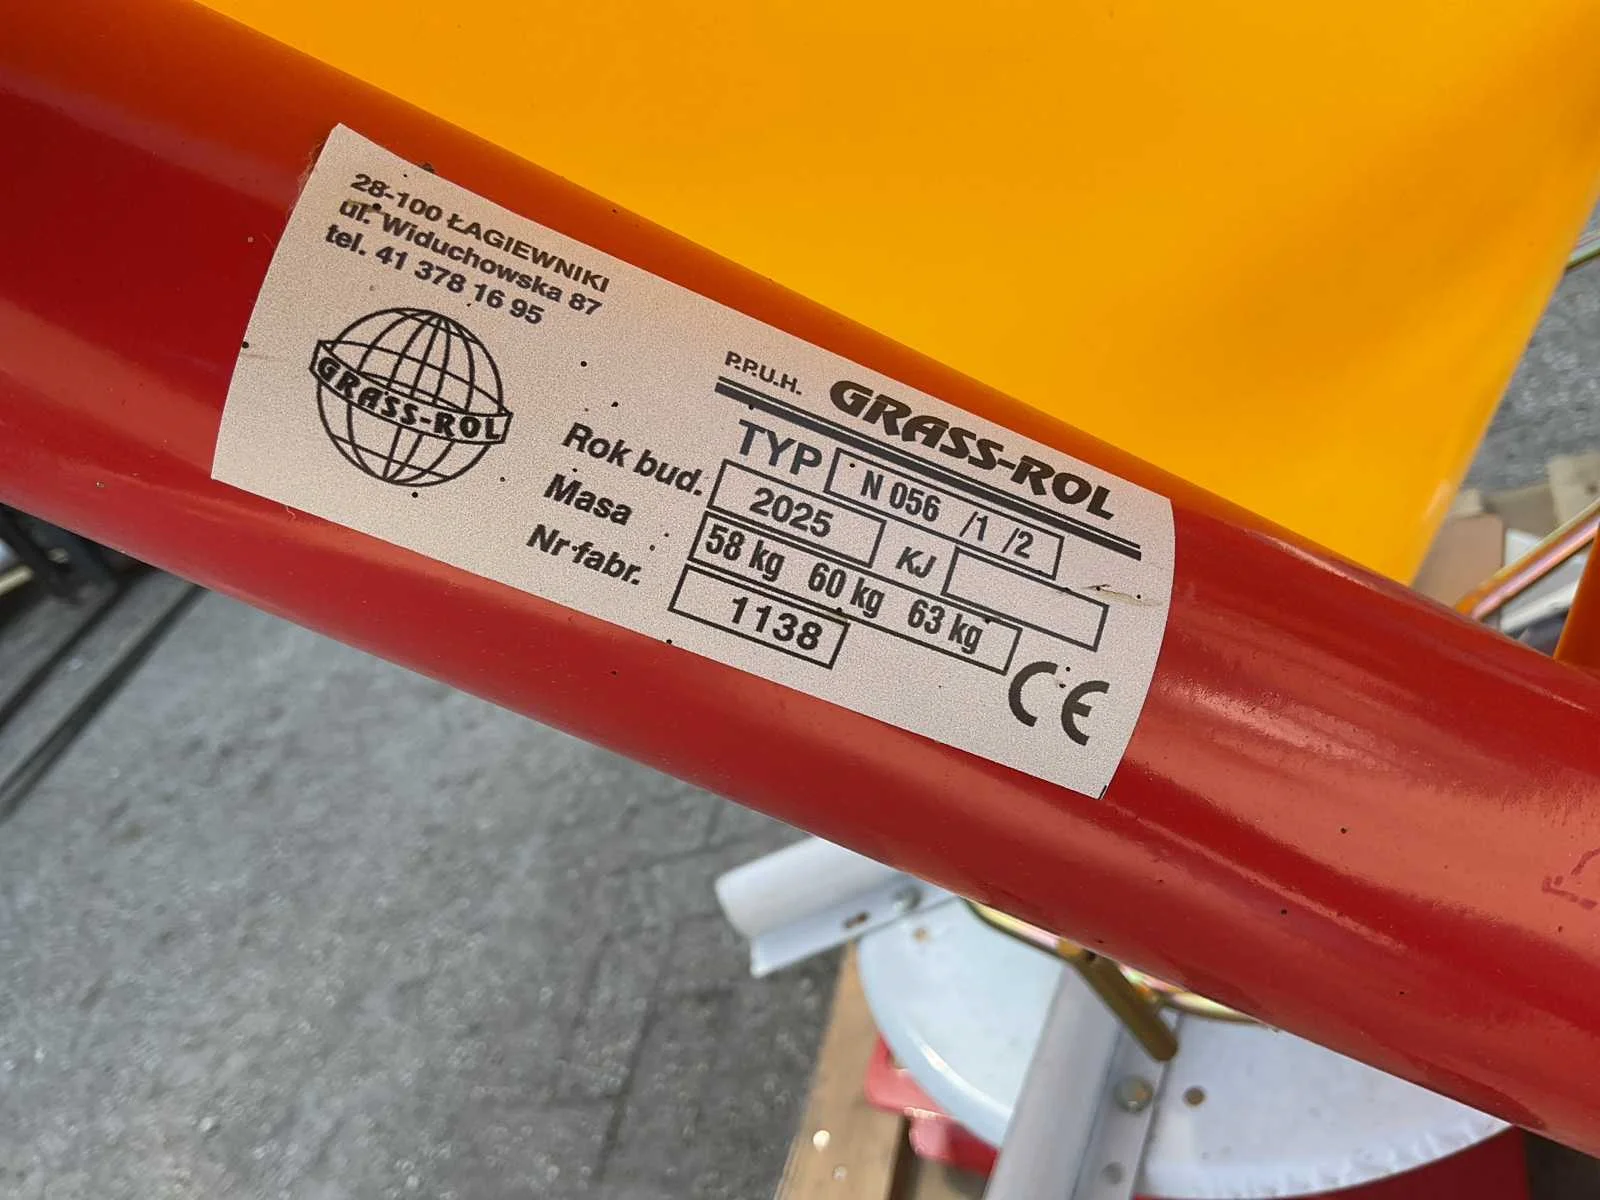 28-100 ŁAGIEWNIKI
ul. Widuchowska 87
tel. 41 378 16 95
GRASS-ROL
P.P.U.H. GRASS-ROL
TYP N 056 /1 /2
Rok bud. 2025 KJ
Masa 58 kg 60 kg 63 kg
Nr fabr. 1138
CE